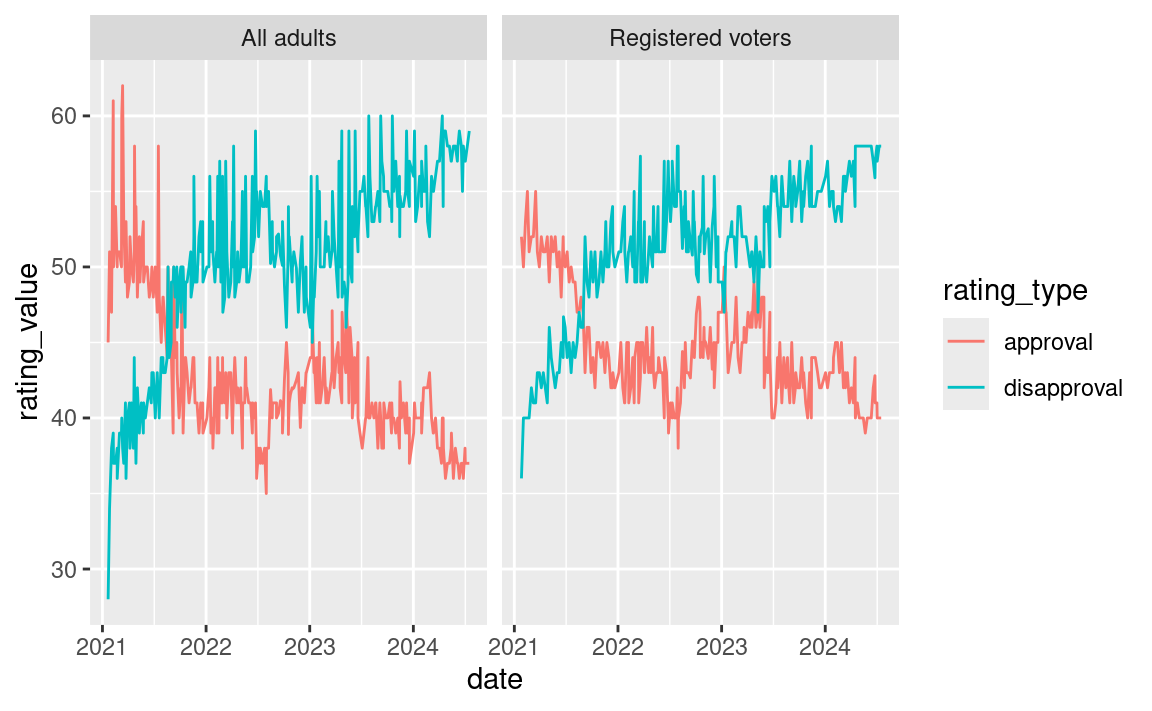 All adults
Registered voters
60
50
40
30
rating_value
2021
2022
2023
2024
2021
2022
2023
2024
date
rating_type
approval
disapproval